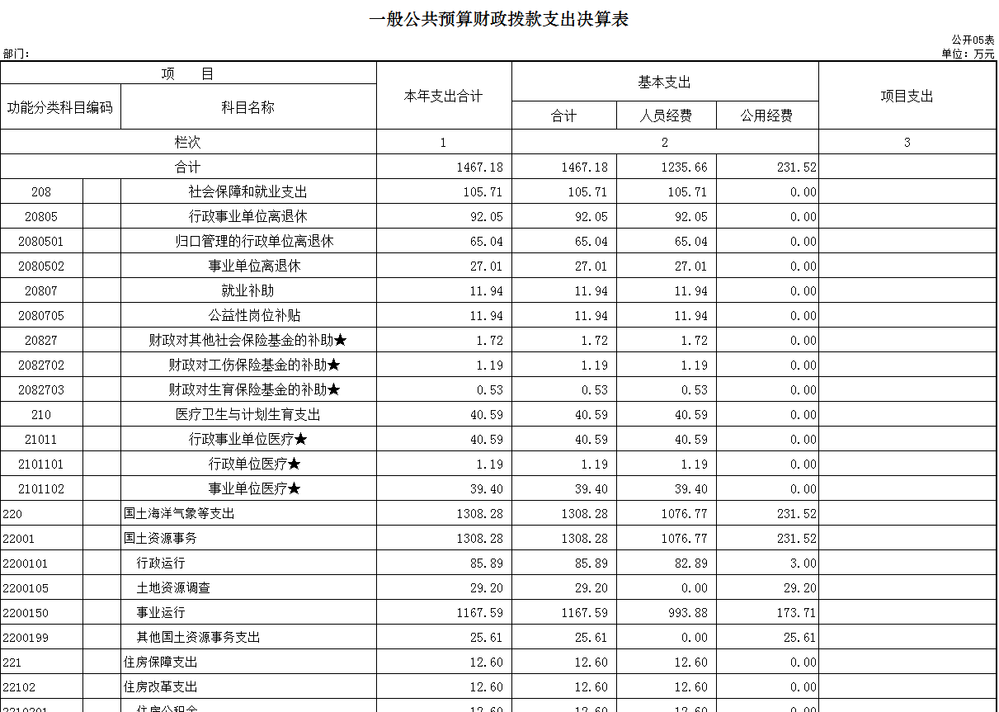 一般公共预算财政拨款支出决算表
公开05表
部门： 单位：万元
项 目 本年支出合计 基本支出 项目支出
功能分类科目编码 科目名称 合计 人员经费 公用经费
栏次 1 2 3
合计 1467.18 1467.18 1235.66 231.52
208 社会保障和就业支出 105.71 105.71 105.71 0.00
20805 行政事业单位离退休 92.05 92.05 92.05 0.00
2080501 归口管理的行政单位离退休 65.04 65.04 65.04 0.00
2080502 事业单位离退休 27.01 27.01 27.01 0.00
20807 就业补助 11.94 11.94 11.94 0.00
2080705 公益性岗位补贴 11.94 11.94 11.94 0.00
20827 财政对其他社会保险基金的补助★ 1.72 1.72 1.72 0.00
2082702 财政对工伤保险基金的补助★ 1.19 1.19 1.19 0.00
2082703 财政对生育保险基金的补助★ 0.53 0.53 0.53 0.00
210 医疗卫生与计划生育支出 40.59 40.59 40.59 0.00
21011 行政事业单位医疗★ 40.59 40.59 40.59 0.00
2101101 行政单位医疗★ 1.19 1.19 1.19 0.00
2101102 事业单位医疗★ 39.40 39.40 39.40 0.00
220 国土海洋气象等支出 1308.28 1308.28 1076.77 231.52
22001 国土资源事务 1308.28 1308.28 1076.77 231.52
2200101 行政运行 85.89 85.89 82.89 3.00
2200105 土地资源调查 29.20 29.20 0.00 29.20
2200150 事业运行 1167.59 1167.59 993.88 173.71
2200199 其他国土资源事务支出 25.61 25.61 0.00 25.61
221 住房保障支出 12.60 12.60 12.60 0.00
22102 住房改革支出 12.60 12.60 12.60 0.00
2210201 住房公积金 12.60 12.60 12.60 0.00